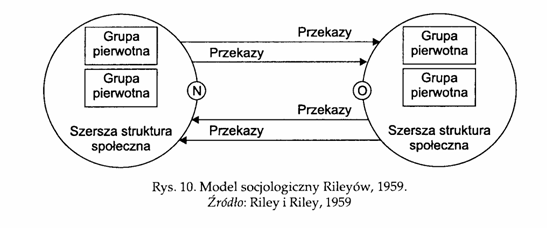 Grupa
pierwotna
Grupa
pierwotna
N
Szersza struktura
społeczna
Przekazy
Przekazy
Przekazy
Przekazy
Grupa
pierwotna
Grupa
pierwotna
O
Szersza struktura
społeczna
Rys. 10. Model socjologiczny Rileyów, 1959.
Źródło: Riley i Riley, 1959